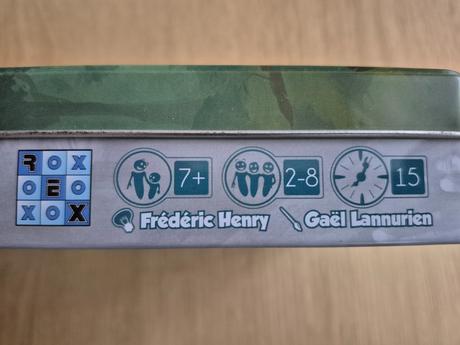 ROX
OEO
XOX
7+
2-8
15
Frédéric Henry
Gaël Lannurien